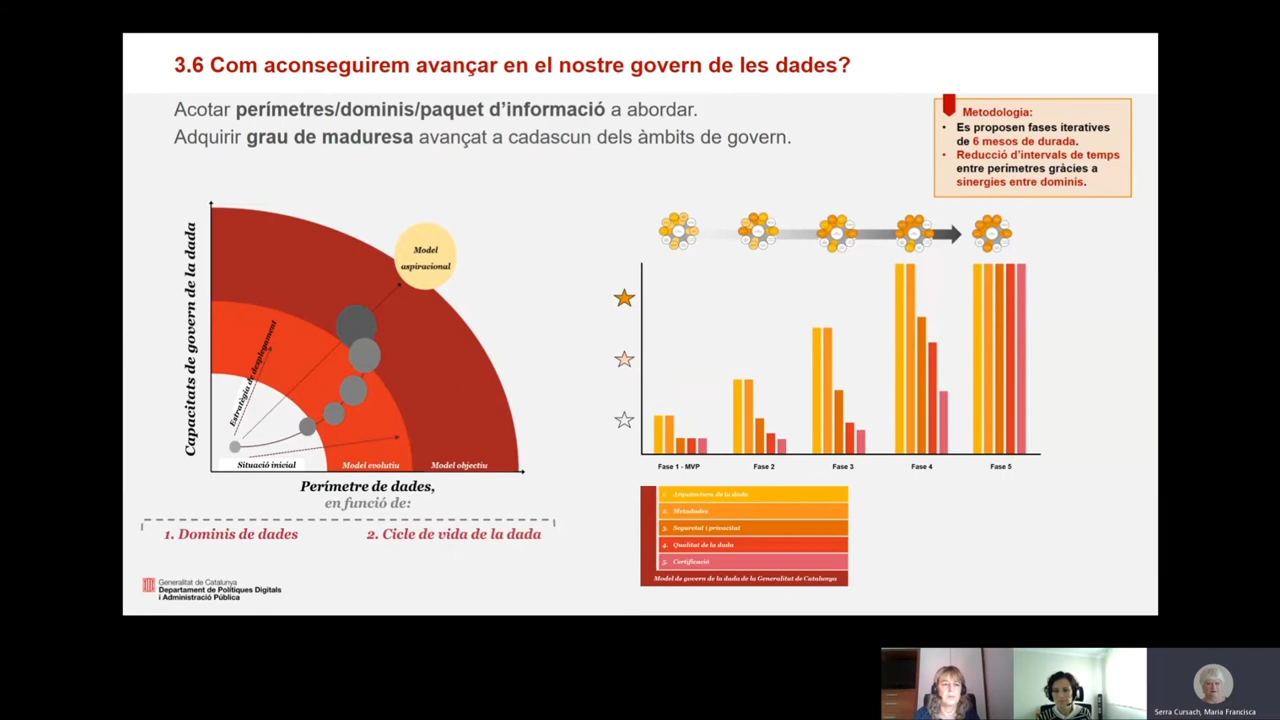 3.6 Com aconseguirem avançar en el nostre govern de les dades?
Acotar perímetres/dominis/paquet d'informació a abordar.
Adquirir grau de maduresa avançat a cadascun dels àmbits de govern.
Metodologia:
• Es proposen fases iteratives
de 6 mesos de durada.
• Reducció d'intervals de temps
entre perímetres gràcies a
sinergies entre dominis.
Capacitats de govern de la dada
Model
aspiracional
Estratègia de desplegament
Situació inicial
Model evolutiu
Model objectiu
Perímetre de dades,
en funció de:
1. Dominis de dades
2. Cicle de vida de la dada
Fase 1 - MVP
Fase 2
Fase 3
Fase 4
Fase 5
1. Arquitectura de la dada
2. Metadades
3. Seguretat i privacitat
4. Qualitat de la dada
5. Certificació
Model de govern de la dada de la Generalitat de Catalunya
Generalitat de Catalunya
Departament de Polítiques Digitals
i Administració Pública
Serra Cursach, Maria Francisca